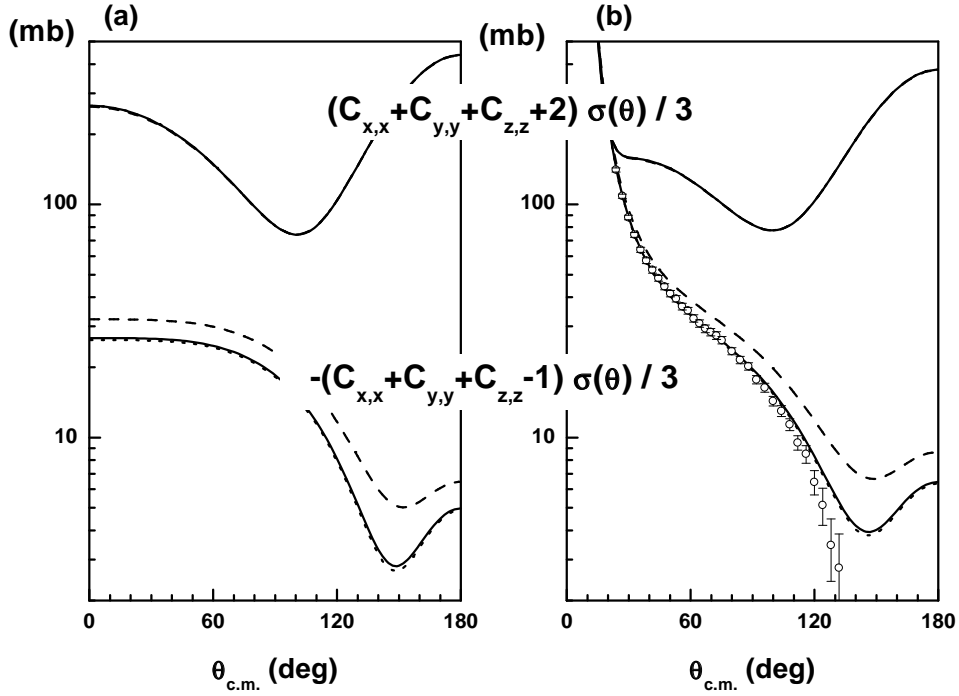 (a)
(mb)
100
10
0 60 120 180
θc.m. (deg)
(b)
(mb)
100
10
0 60 120 180
θc.m. (deg)
(Cx,x+Cy,y+Cz,z+2) σ(θ) / 3
-(Cx,x+Cy,y+Cz,z-1) σ(θ) / 3